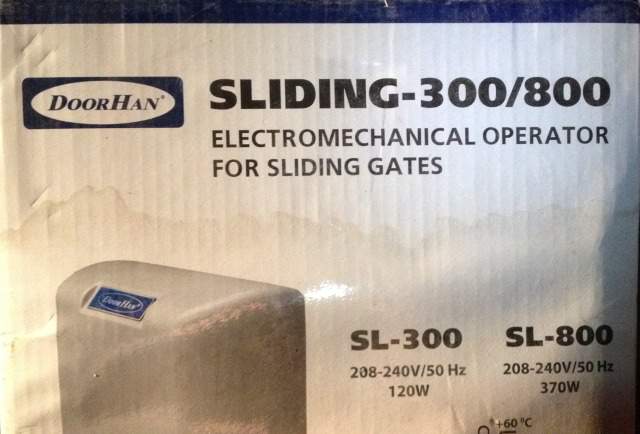 DOORHAN®
SLIDING-300/800
ELECTROMECHANICAL OPERATOR
FOR SLIDING GATES
DoorHan®
SL-300
208-240V/50 Hz
120W
SL-800
208-240V/50 Hz
370W
+60 °C